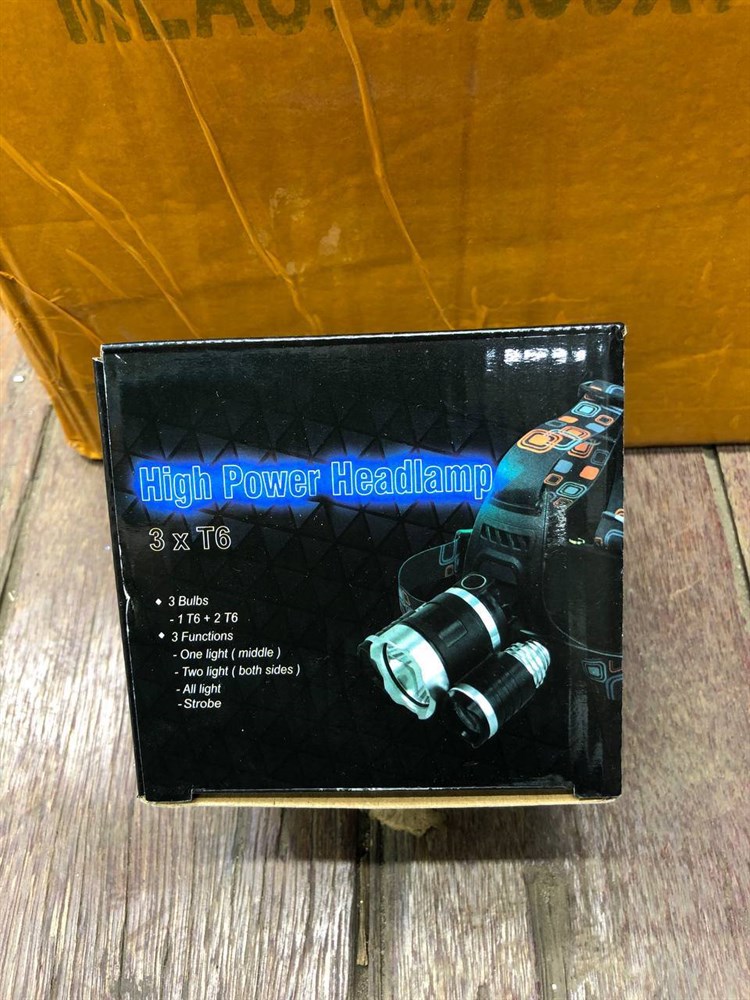 High Power Headlamp
3 x T6
3 Bulbs
- 1 T6 + 2 T6
3 Functions
- One light ( middle )
- Two light ( both sides )
- All light
- Strobe